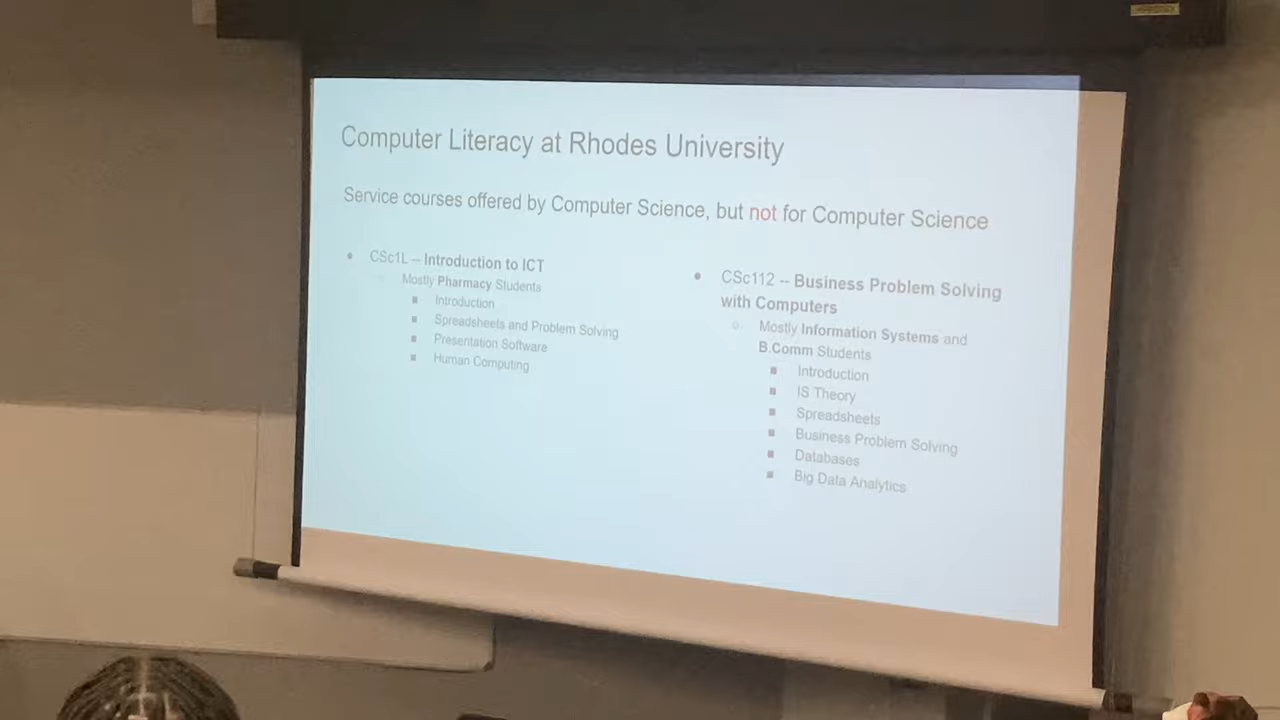 Computer Literacy at Rhodes University
Service courses offered by Computer Science, but not for Computer Science
CSc1L -- Introduction to ICT
Mostly Pharmacy Students
Introduction
Spreadsheets and Problem Solving
Presentation Software
Human Computing
CSc112 -- Business Problem Solving
with Computers
Mostly Information Systems and
B.Comm Students
Introduction
IS Theory
Spreadsheets
Business Problem Solving
Databases
Big Data Analytics